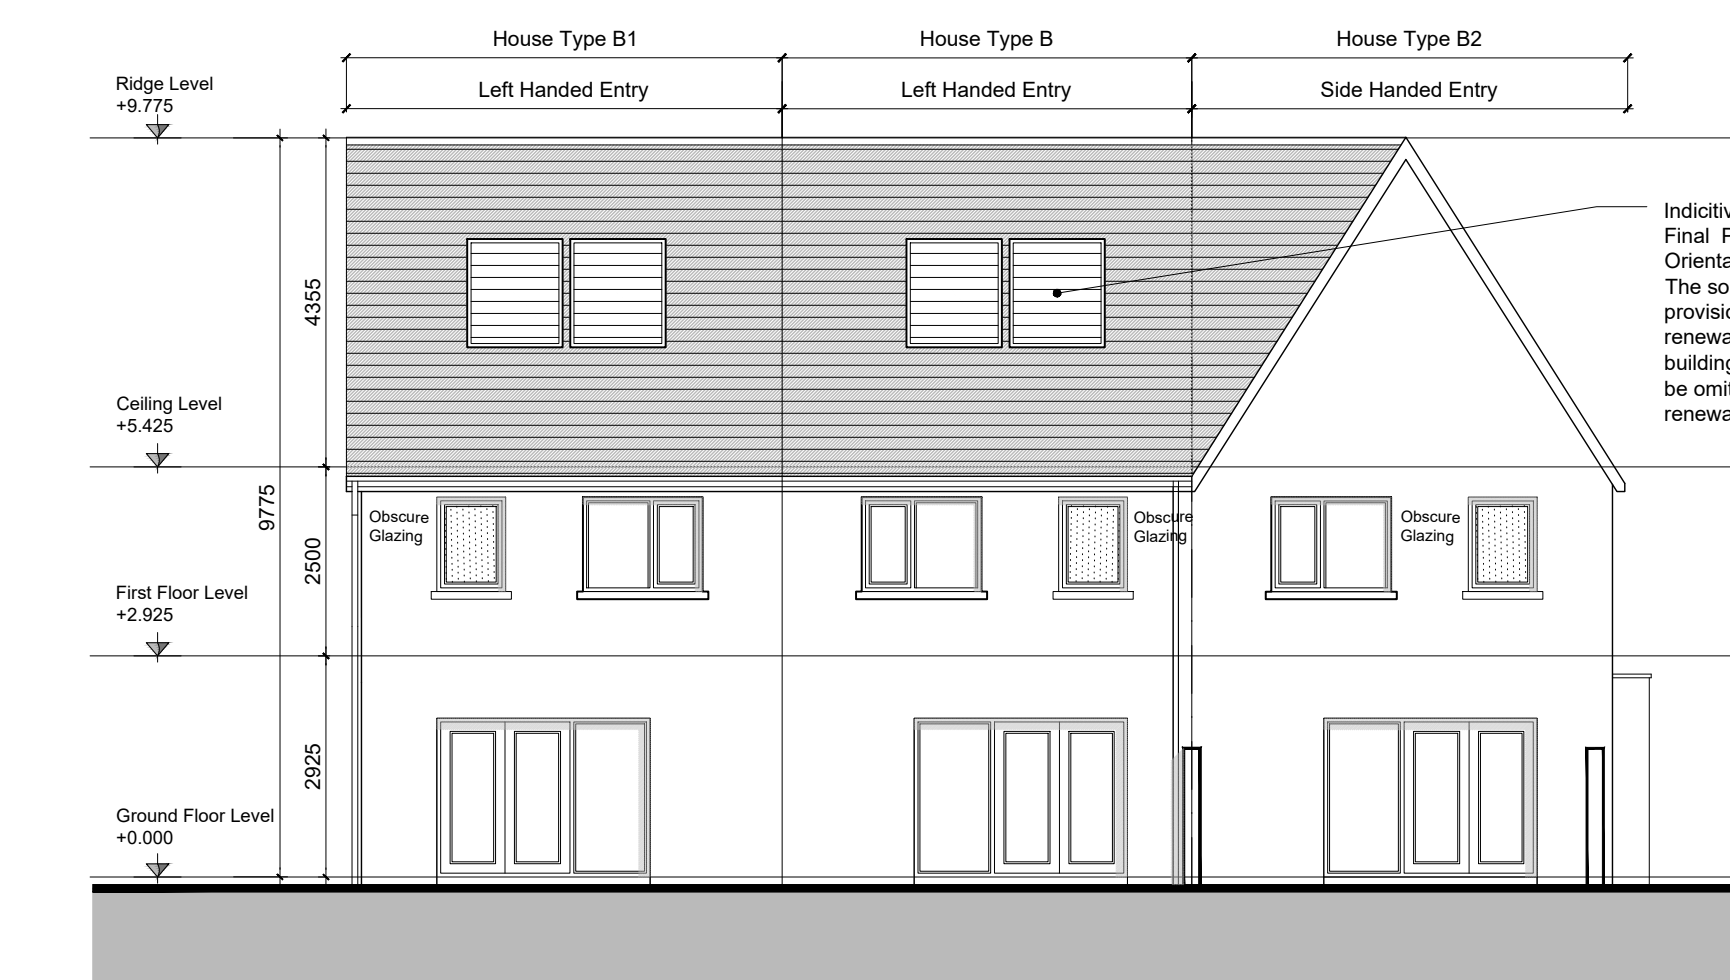 House Type B1
House Type B
House Type B2
Left Handed Entry
Left Handed Entry
Side Handed Entry
Ridge Level
+9.775
4355
Ceiling Level
+5.425
9775
2500
First Floor Level
+2.925
2925
Ground Floor Level
+0.000
Obscure
Glazing
Obscure
Glazing
Obscure
Glazing
Final
The so
be